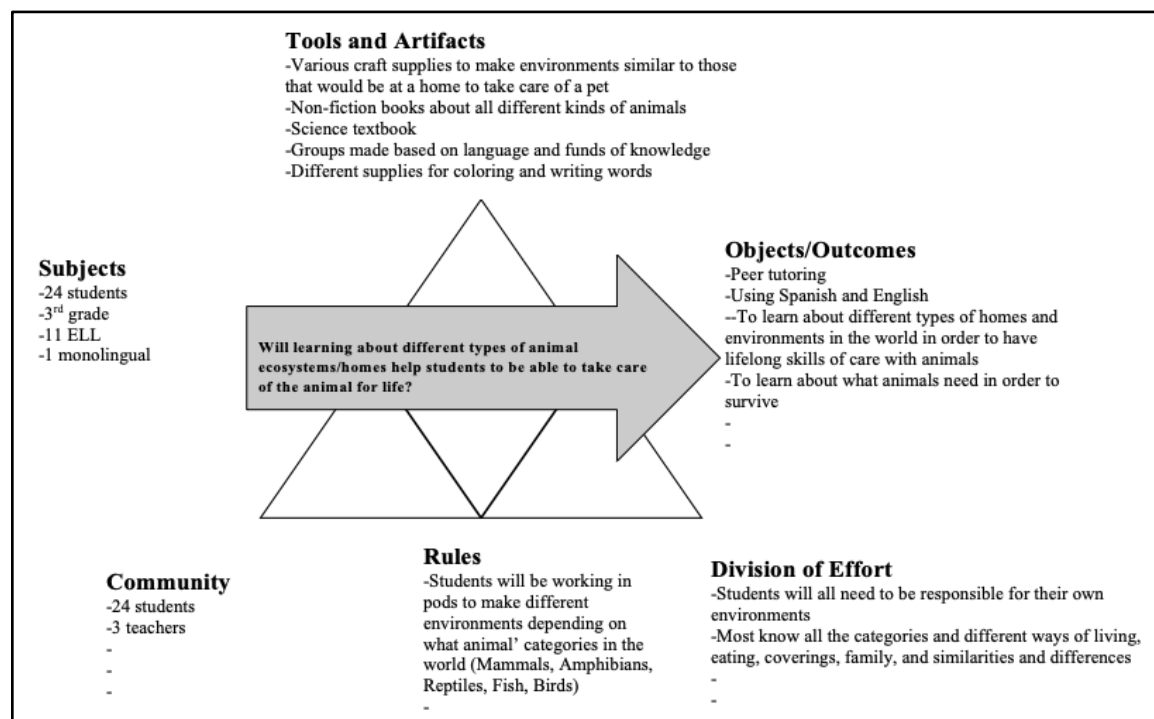 Tools and Artifacts
-Various craft supplies to make environments similar to those
that would be at a home to take care of a pet
-Non-fiction books about all different kinds of animals
-Science textbook
-Groups made based on language and funds of knowledge
-Different supplies for coloring and writing words
Subjects
-24 students
-3rd grade
-11 ELL
-1 monolingual
Will learning about different types of animal
ecosystems/homes help students to be able to take care
of the animal for life?
Objects/Outcomes
-Peer tutoring
-Using Spanish and English
--To learn about different types of homes and
environments in the world in order to have
lifelong skills of care with animals
-To learn about what animals need in order to
survive
-
-
Community
-24 students
-3 teachers
-
-
-
Rules
-Students will be working in
pods to make different
environments depending on
what animal’ categories in the
world (Mammals, Amphibians,
Reptiles, Fish, Birds)
-
Division of Effort
-Students will all need to be responsible for their own
environments
-Most know all the categories and different ways of living,
eating, coverings, family, and similarities and differences
-
-